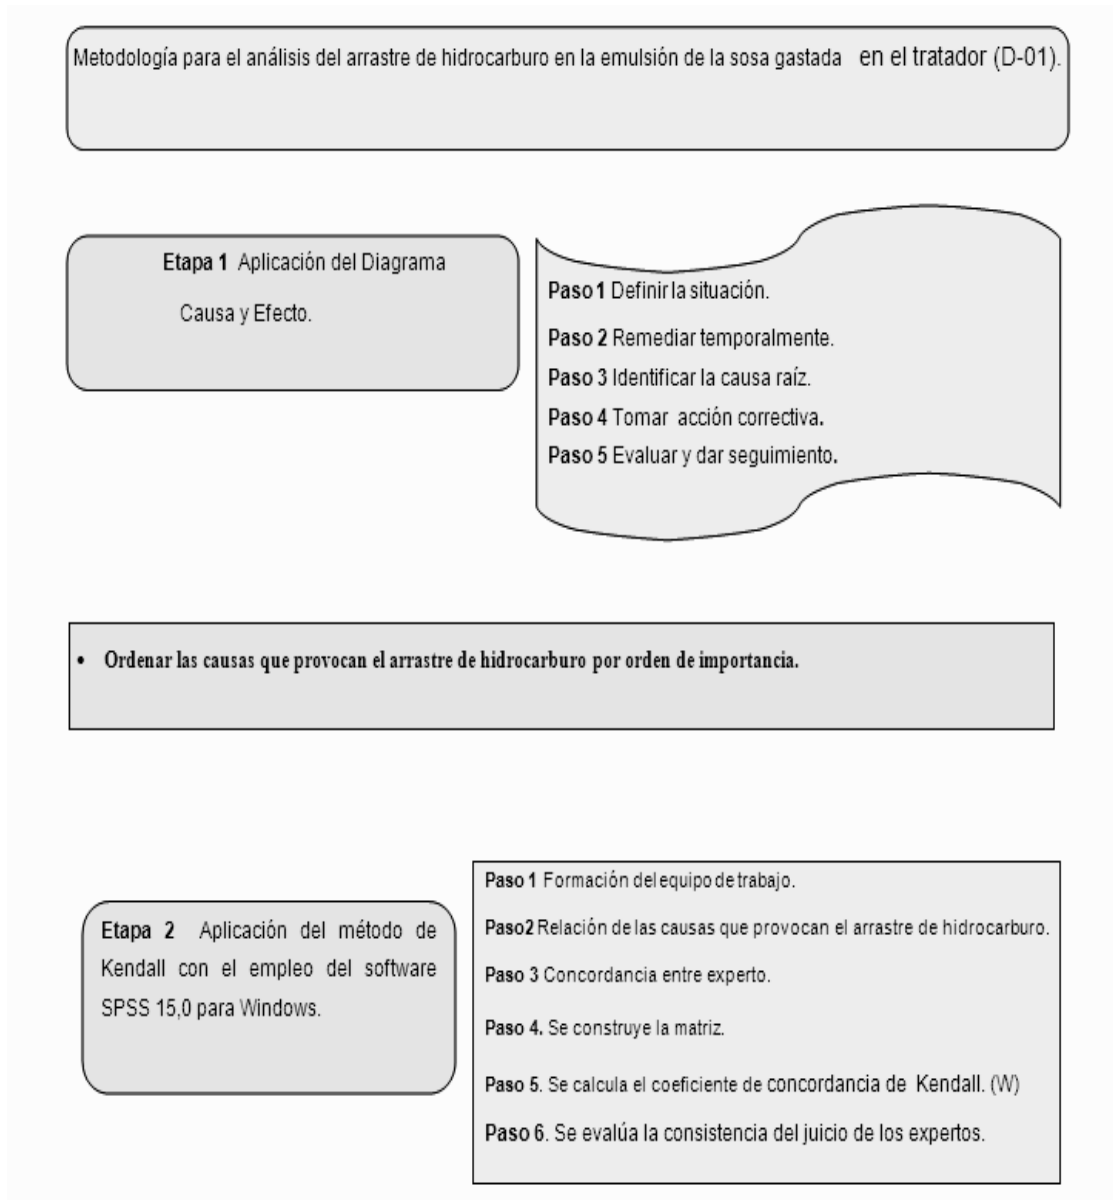 Metodología para el análisis del arrastre de hidrocarburo en la emulsión de la sosa gastada en el tratador (D-01).
Etapa 1 Aplicación del Diagrama
Causa y Efecto.
Paso 1 Definir la situación.
Paso 2 Remediar temporalmente.
Paso 3 Identificar la causa raíz.
Paso 4 Tomar acción correctiva.
Paso 5 Evaluar y dar seguimiento.
• Ordenar las causas que provocan el arrastre de hidrocarburo por orden de importancia.
Etapa 2 Aplicación del método de
Kendall con el empleo del software
SPSS 15,0 para Windows.
Paso 1 Formación del equipo de trabajo.
Paso2 Relación de las causas que provocan el arrastre de hidrocarburo.
Paso 3 Concordancia entre experto.
Paso 4. Se construye la matriz.
Paso 5. Se calcula el coeficiente de concordancia de Kendall. (W)
Paso 6. Se evalúa la consistencia del juicio de los expertos.